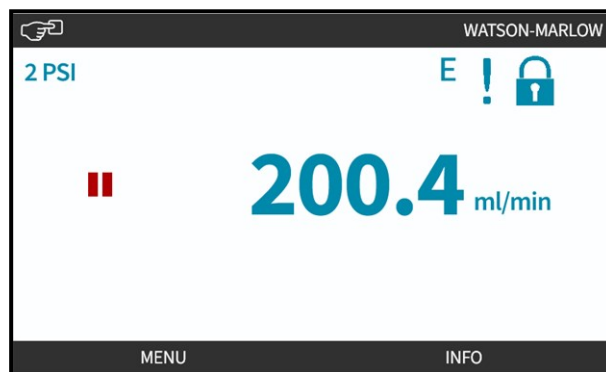 WATSON-MARLOW
2 PSI
E !
200.4 ml/min
MENU INFO